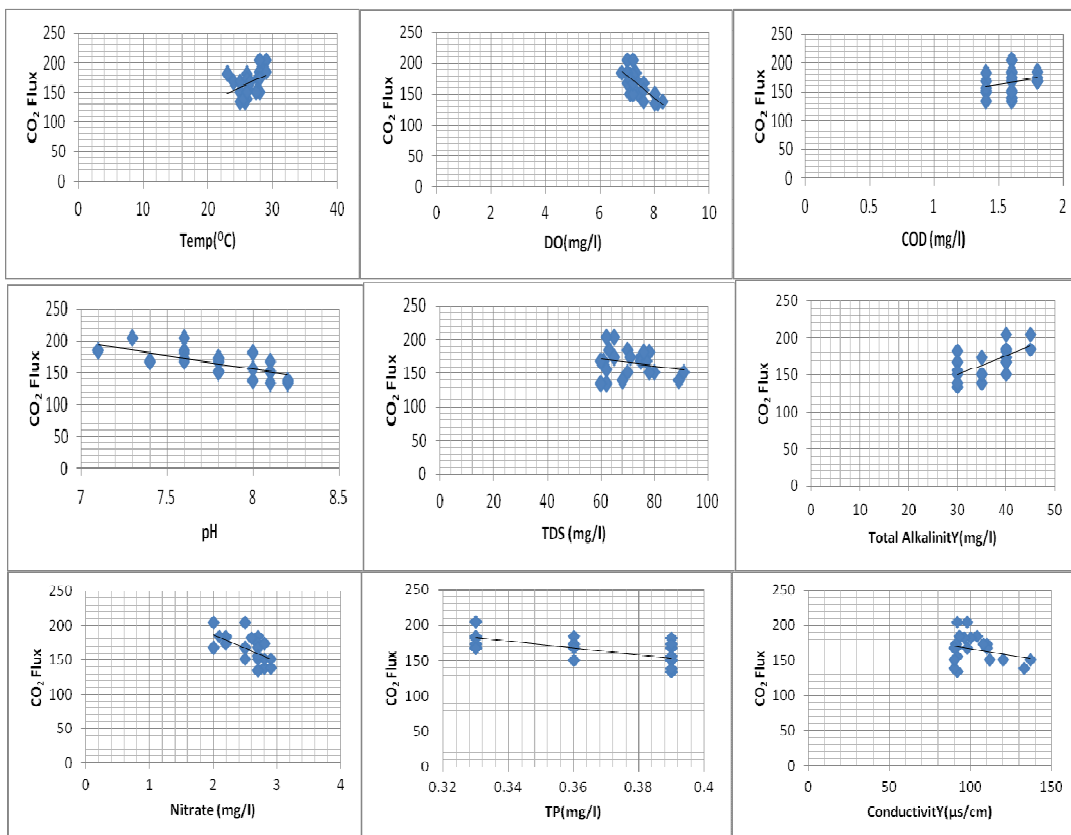 250
200
150
100
50
0
CO2 Flux
0 10 20 30 40
Temp(⁰C)
250
200
150
100
50
0
CO2 Flux
0 2 4 6 8 10
DO(mg/l)
250
200
150
100
50
0
CO2 Flux
0 0.5 1 1.5 2
COD (mg/l)
250
200
150
100
50
0
CO2 Flux
7 7.5 8 8.5
pH
250
200
150
100
50
0
CO2 Flux
0 20 40 60 80 100
TDS (mg/l)
250
200
150
100
50
0
CO2 Flux
0 10 20 30 40 50
Total AlkalinitY(mg/l)
250
200
150
100
50
0
CO2 Flux
0 1 2 3 4
Nitrate (mg/l)
250
200
150
100
50
0
CO2 Flux
0.32 0.34 0.36 0.38 0.4
TP(mg/l)
250
200
150
100
50
0
CO2 Flux
0 50 100 150
ConductivitY(µs/cm)